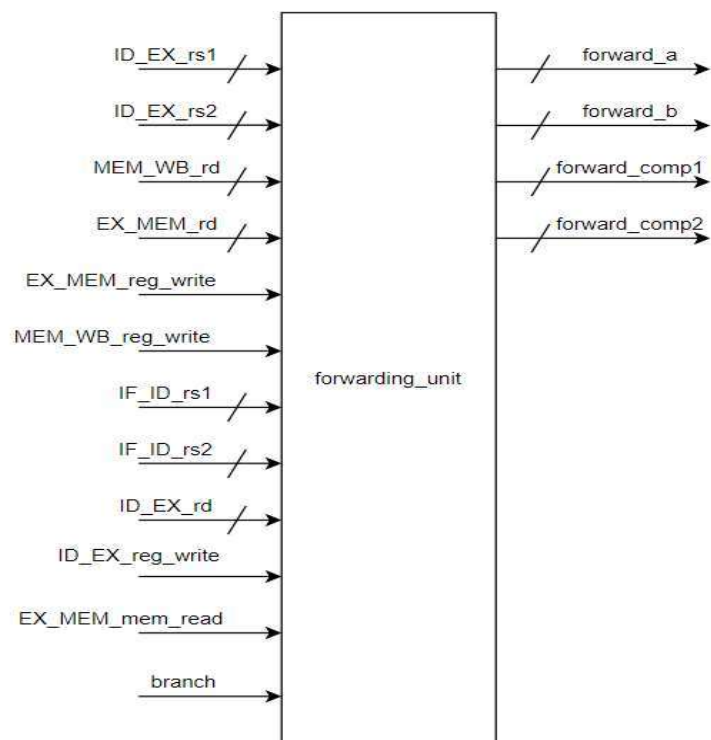 ID_EX_rs1
ID_EX_rs2
MEM_WB_rd
EX_MEM_rd
EX_MEM_reg_write
MEM_WB_reg_write
IF_ID_rs1
IF_ID_rs2
ID_EX_rd
ID_EX_reg_write
EX_MEM_mem_read
branch
forwarding_unit
forward_a
forward_b
forward_comp1
forward_comp2